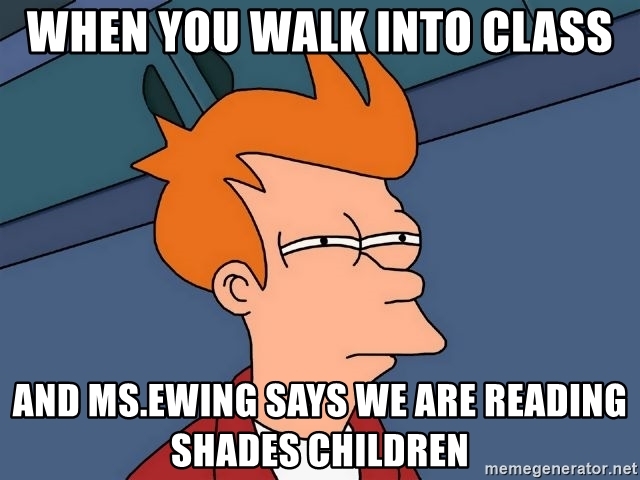 WHEN YOU WALK INTO CLASS
AND MS.EWING SAYS WE ARE READING
SHADES CHILDREN
memegenerator.net